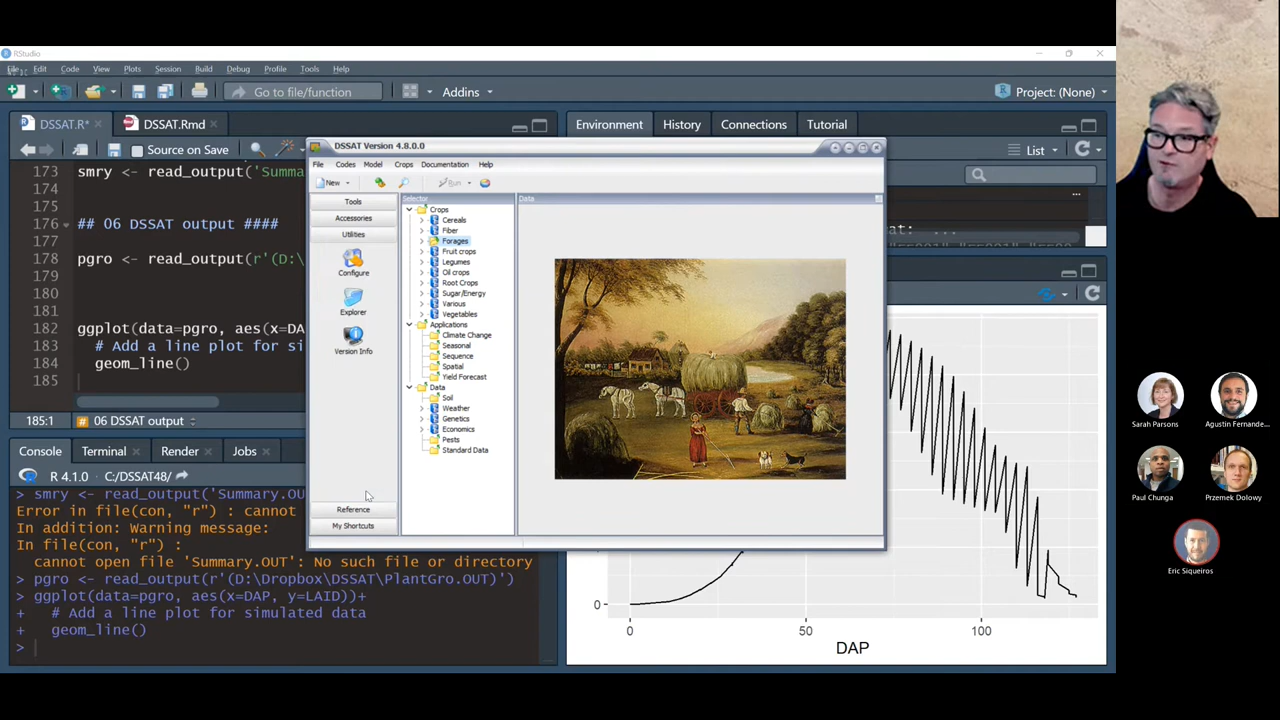 RStudio
File Edit Code View Plots Session Build Debug Profile Tools Help
Go to file/function
Addins
Project: (None)
DSSAT.R*
DSSAT.Rmd
Source on Save
173
smry <- read_output('Summa
174
175
176
## 06 DSSAT output ####
177
178
pgro <- read_output(r'(D:\
179
180
181
182
ggplot(data=pgro, aes(x=DA
183
# Add a line plot for si
184
geom_line()
185
185:1
06 DSSAT output
Console
Terminal
Render
Jobs
R 4.1.0 · C:/DSSAT48/
> smry <- read_output('Summary.OU
Error in file(con, "r") : cannot
In addition: Warning message:
In file(con, "r") :
cannot open file 'Summary.OUT': No such file or directory
> pgro <- read_output(r'(D:\Dropbox\DSSAT\PlantGro.OUT)')
> ggplot(data=pgro, aes(x=DAP, y=LAID))+
+ # Add a line plot for simulated data
+ geom_line()
>
DSSAT Version 4.8.0.0
File Codes Model Crops Documentation Help
New
Run
Tools
Accessories
Utilities
Configure
Explorer
Version Info
Reference
My Shortcuts
Selector
Crops
Cereals
Fiber
Forages
Fruit crops
Legumes
Oil crops
Root Crops
Sugar/Energy
Various
Vegetables
Applications
Climate Change
Seasonal
Sequence
Spatial
Yield Forecast
Data
Soil
Weather
Genetics
Economics
Pests
Standard Data
Data
Environment
History
Connections
Tutorial
List
0
0
50
100
DAP
Sarah Parsons
Agustin Fernande...
Paul Chunga
Przemek Dolowy
Eric Siqueiros